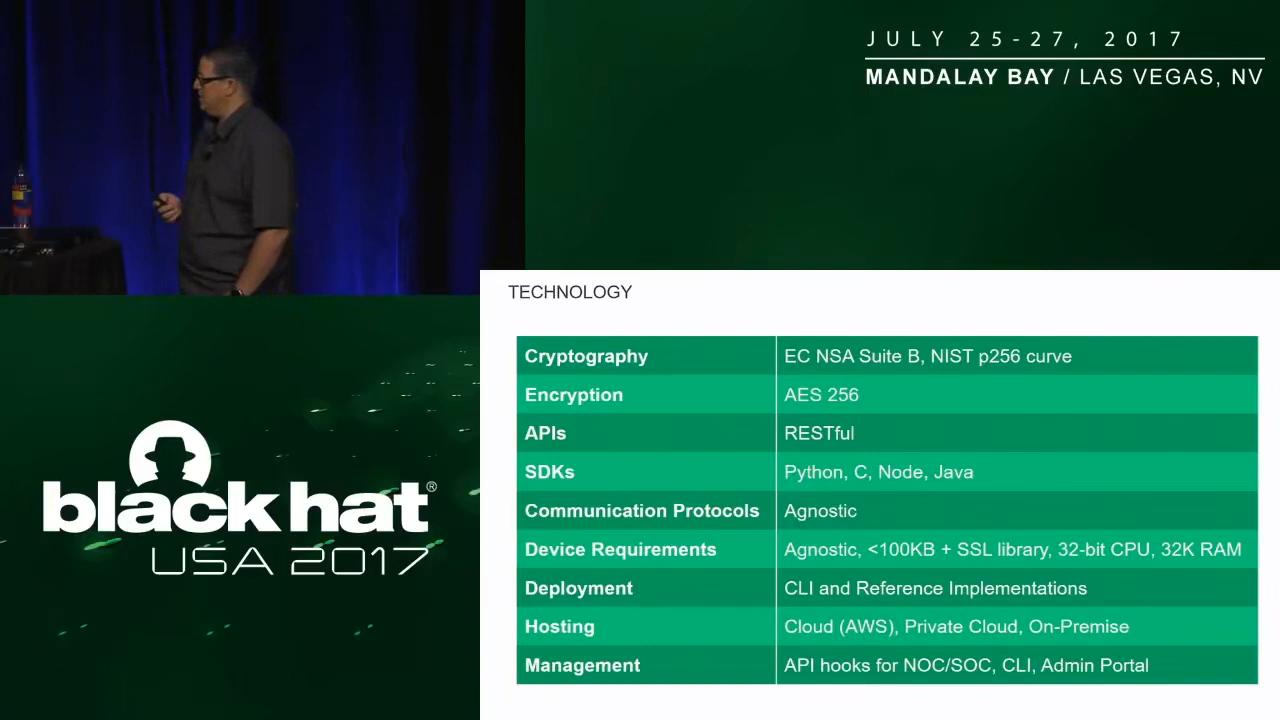 JULY 25-27, 2017
MANDALAY BAY / LAS VEGAS, NV
TECHNOLOGY
Cryptography EC NSA Suite B, NIST p256 curve
Encryption AES 256
APIs RESTful
SDKs Python, C, Node, Java
Communication Protocols Agnostic
Device Requirements Agnostic, <100KB + SSL library, 32-bit CPU, 32K RAM
Deployment CLI and Reference Implementations
Hosting Cloud (AWS), Private Cloud, On-Premise
Management API hooks for NOC/SOC, CLI, Admin Portal
black hat®
USA 2017